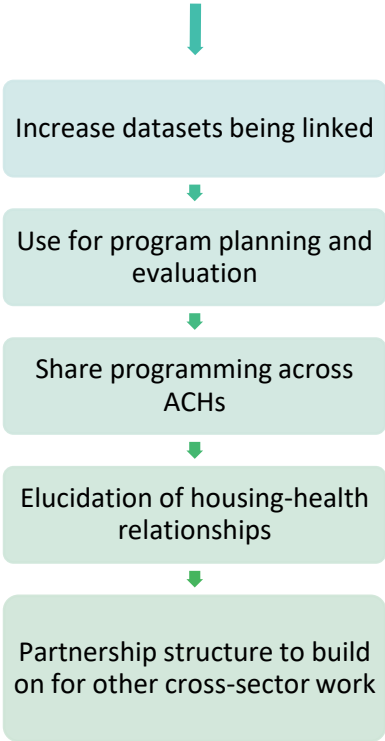 Increase datasets being linked
Use for program planning and
evaluation
Share programming across
ACHs
Elucidation of housing-health
relationships
Partnership structure to build
on for other cross-sector work